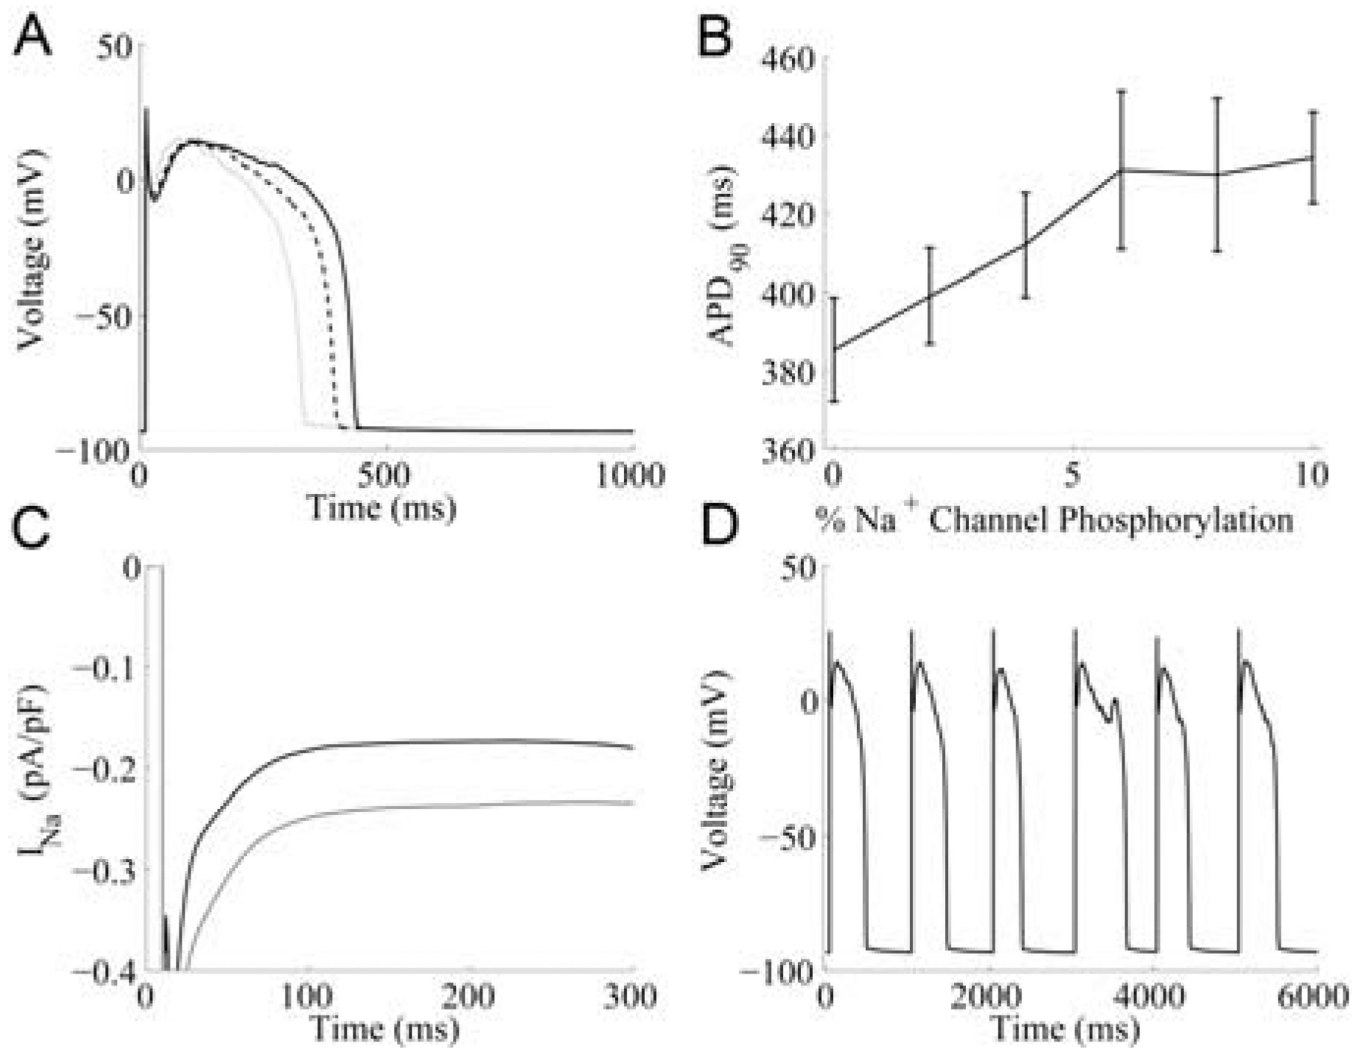 A
50
0
−50
−100
Voltage (mV)
0
500
1000
Time (ms)
B
460
440
420
400
380
360
APD90 (ms)
0
5
10
% Na+ Channel Phosphorylation
C
0
−0.1
−0.2
−0.3
−0.4
INa (pA/pF)
0
100
200
300
Time (ms)
D
50
0
−50
−100
Voltage (mV)
0
2000
4000
6000
Time (ms)